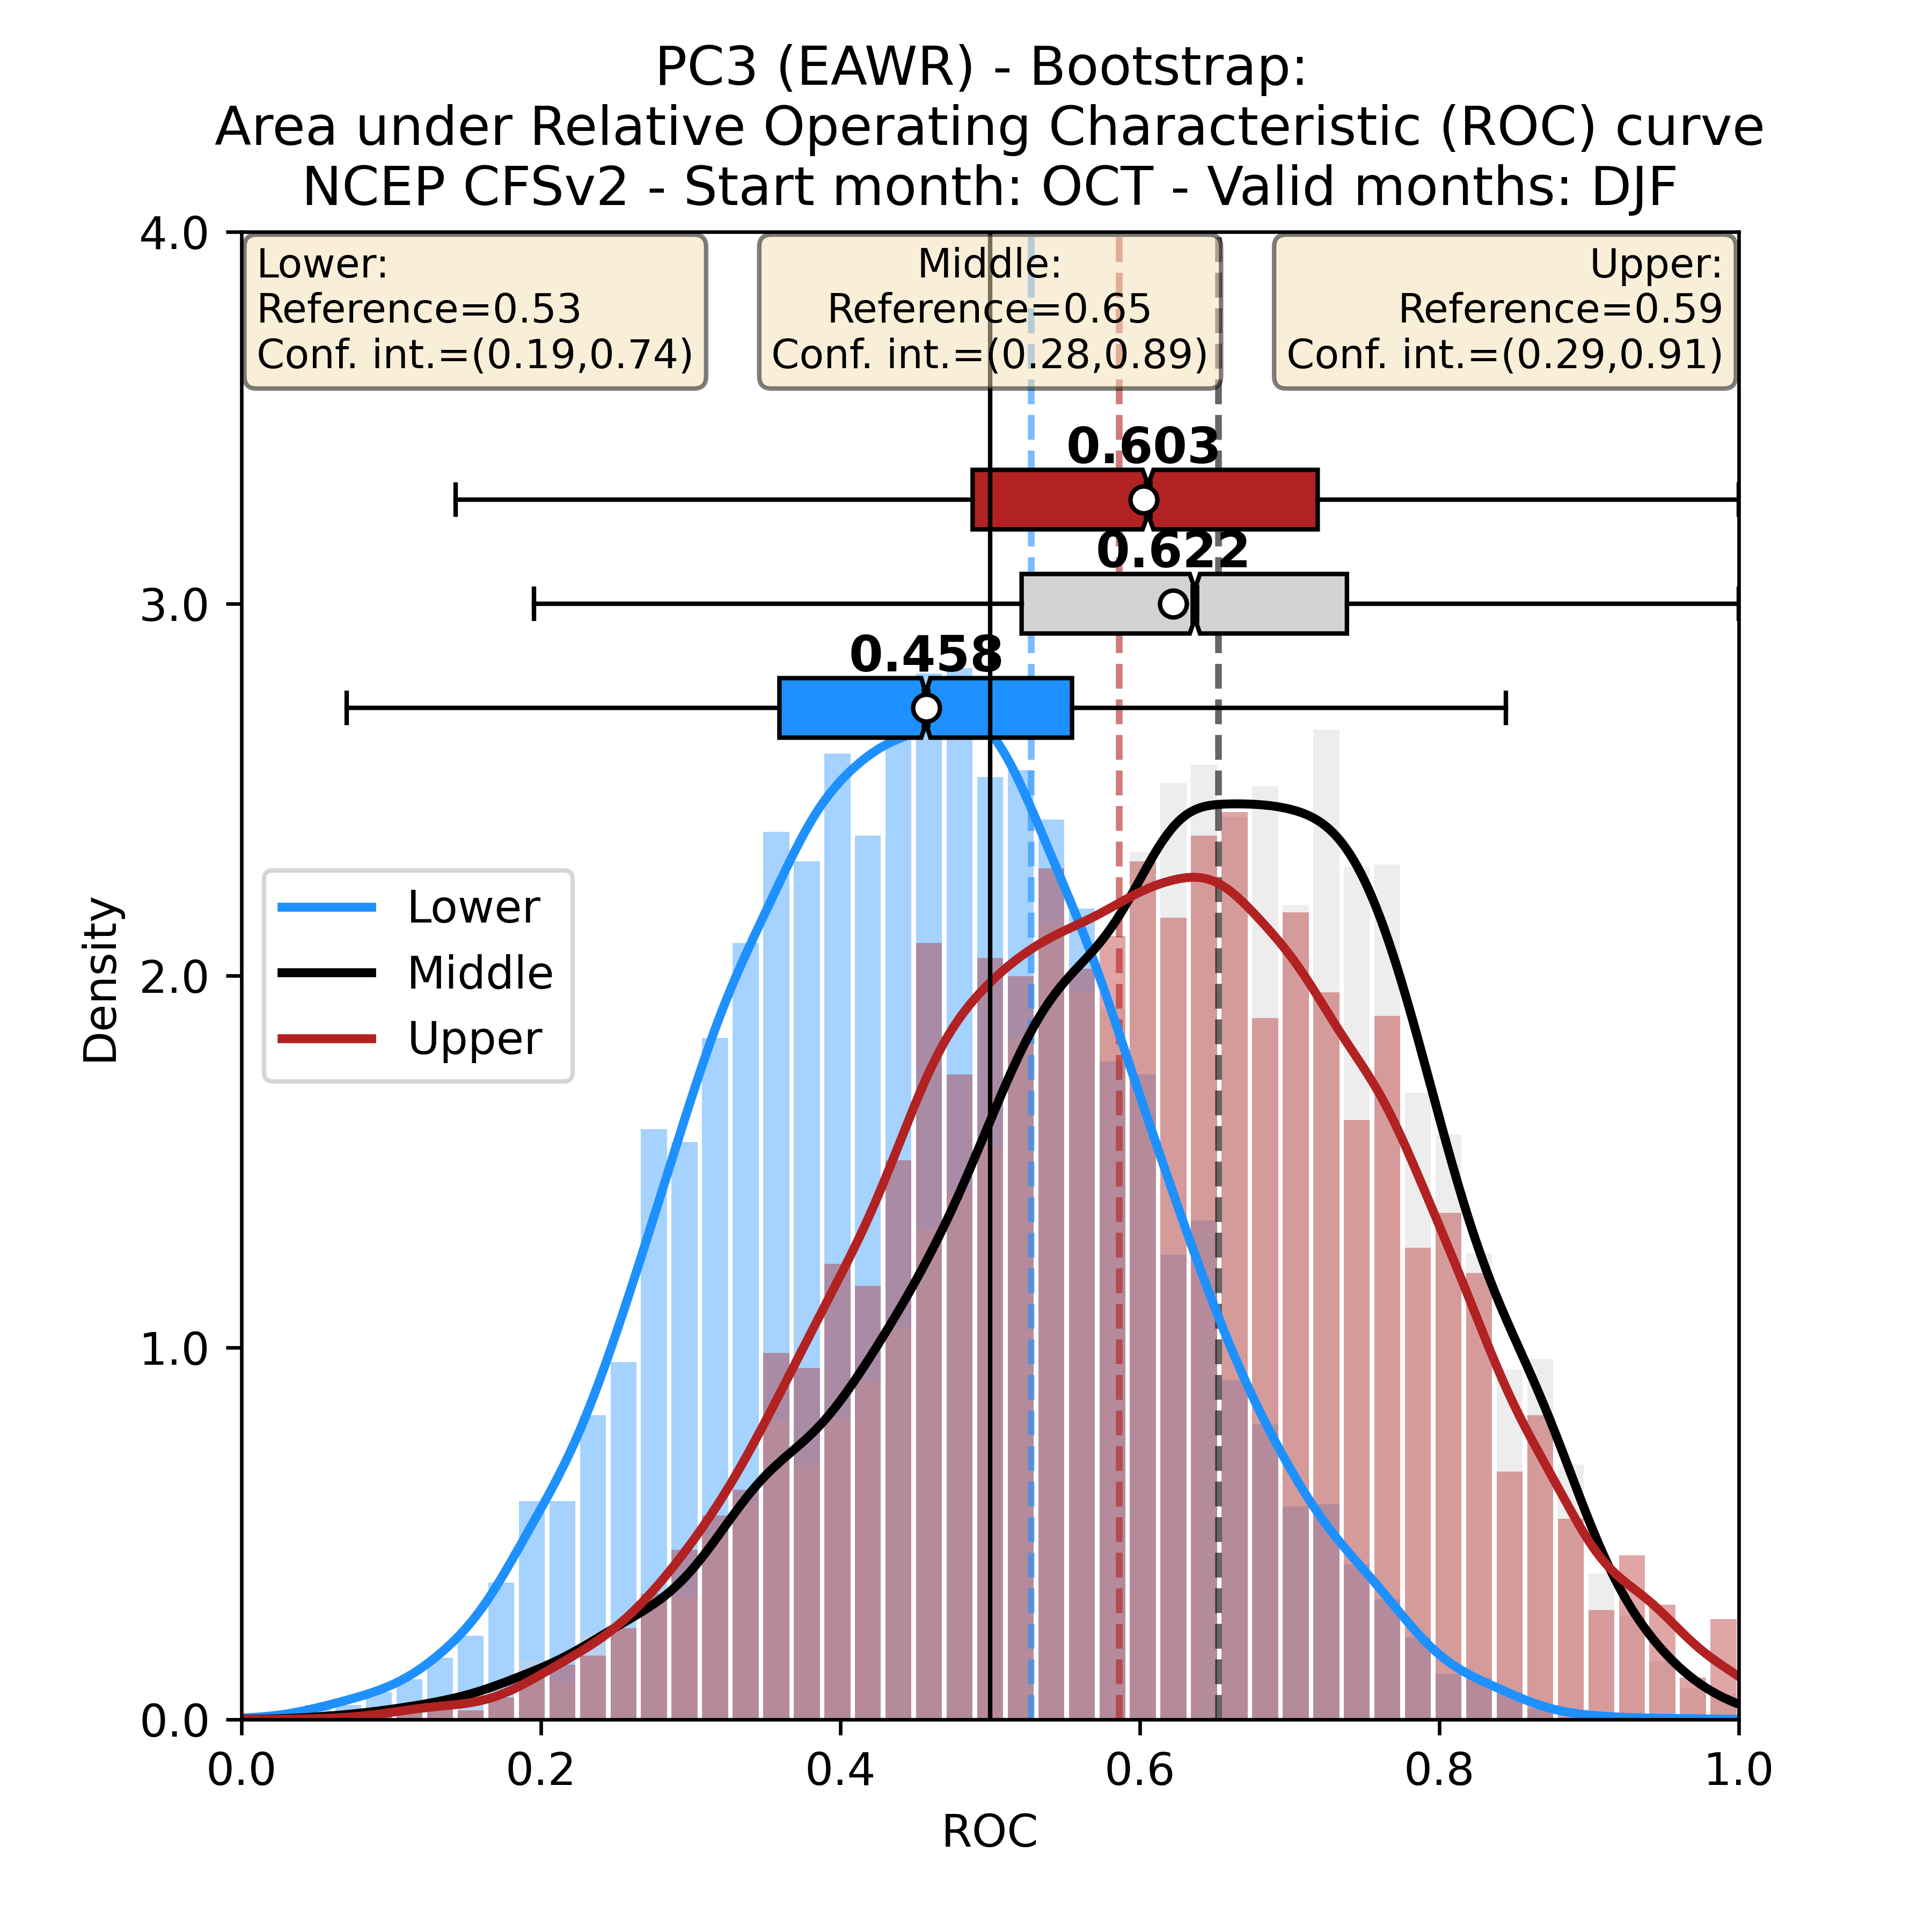 PC3 (EAWR) - Bootstrap:
Area under Relative Operating Characteristic (ROC) curve
NCEP CFSv2 - Start month: OCT - Valid months: DJF
4.0
Lower:
Reference=0.53
Conf. int.=(0.19,0.74)
Middle:
Reference=0.65
Conf. int.=(0.28,0.89)
Upper:
Reference=0.59
Conf. int.=(0.29,0.91)
0.603
0.622
3.0
0.458
Lower
Middle
Upper
Density
2.0
1.0
0.0
0.0
0.2
0.4
0.6
0.8
1.0
ROC